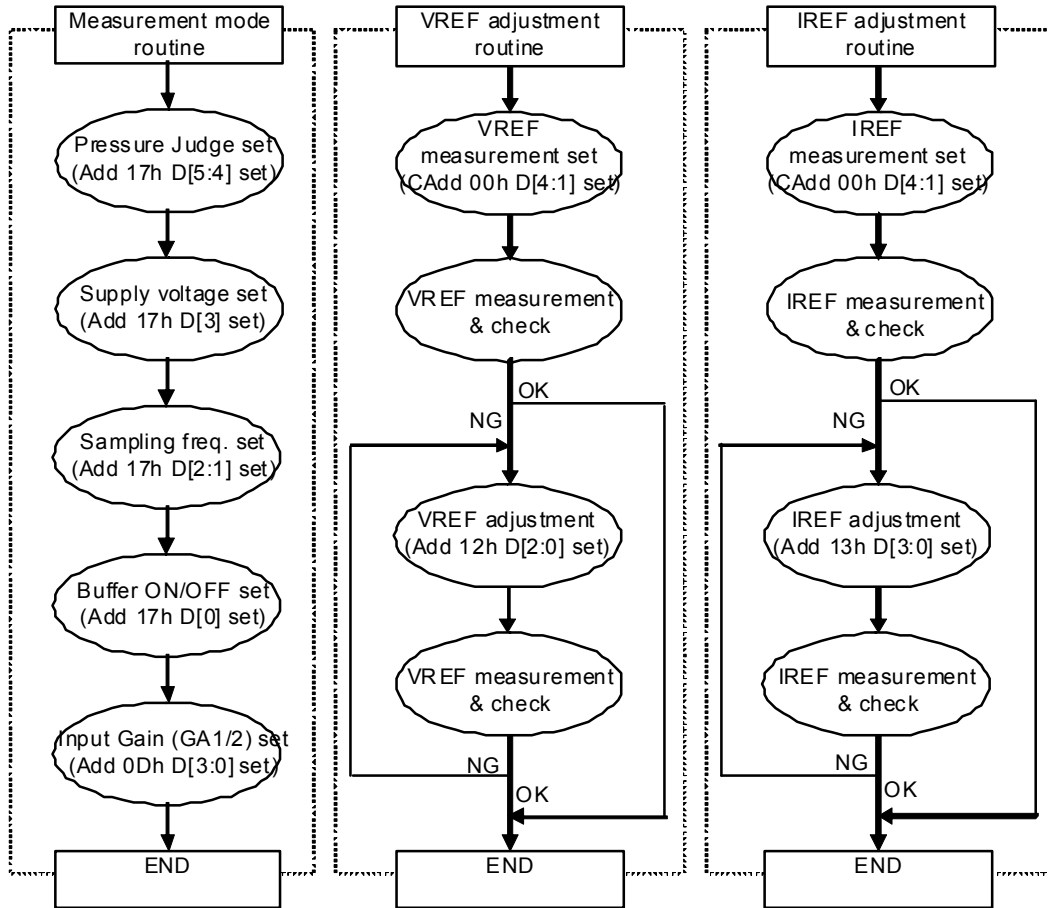 Measurement mode
routine
Pressure Judge set
(Add 17h D[5:4] set)
Supply voltage set
(Add 17h D[3] set)
Sampling freq. set
(Add 17h D[2:1] set)
Buffer ON/OFF set
(Add 17h D[0] set)
Input Gain (GA1/2) set
(Add 0Dh D[3:0] set)
END
VREF adjustment
routine
VREF
measurement set
(CAdd 00h D[4:1] set)
VREF measurement
& check
OK
NG
VREF adjustment
(Add 12h D[2:0] set)
VREF measurement
& check
NG
OK
END
IREF adjustment
routine
IREF
measurement set
(CAdd 00h D[4:1] set)
IREF measurement
& check
OK
NG
IREF adjustment
(Add 13h D[3:0] set)
IREF measurement
& check
NG
OK
END